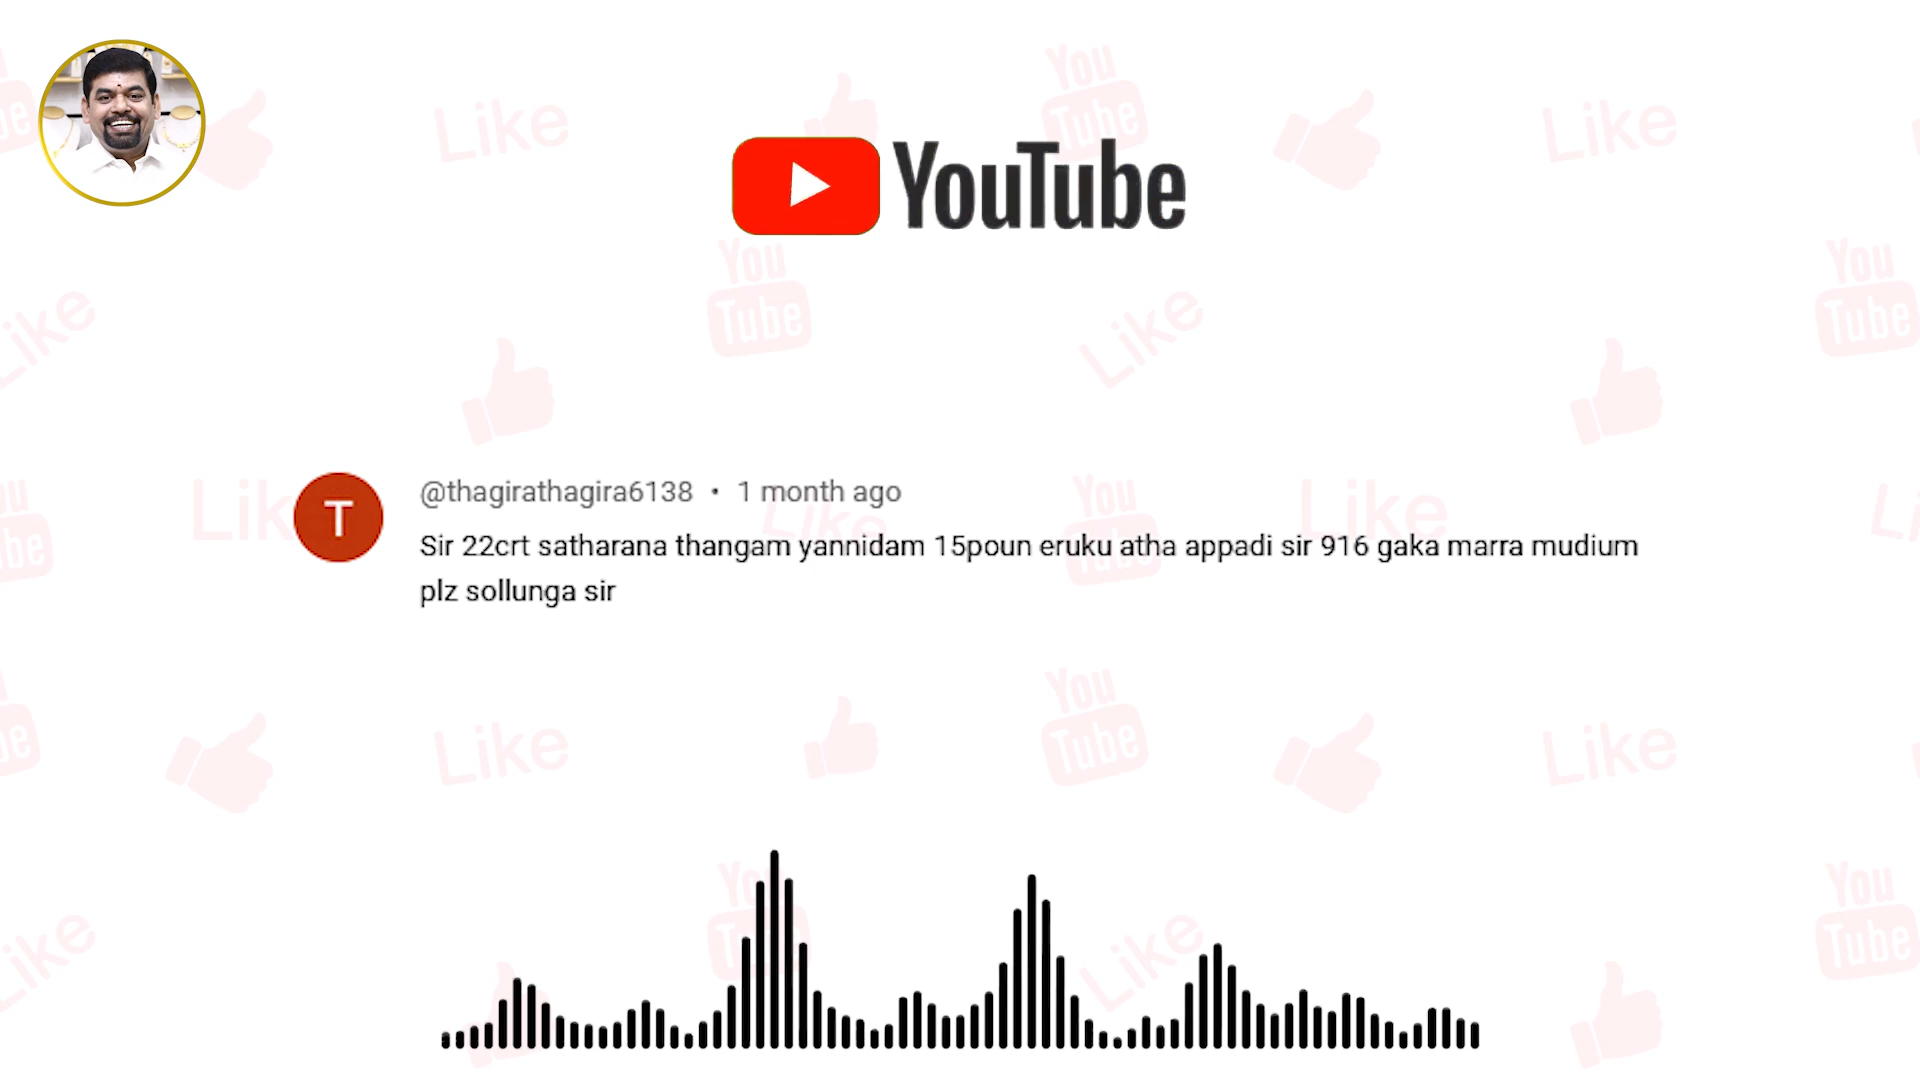 YouTube
T
@thagirathagira6138 • 1 month ago
Sir 22crt satharana thangam yannidam 15poun eruku atha appadi sir 916 gaka marra mudium
plz sollunga sir